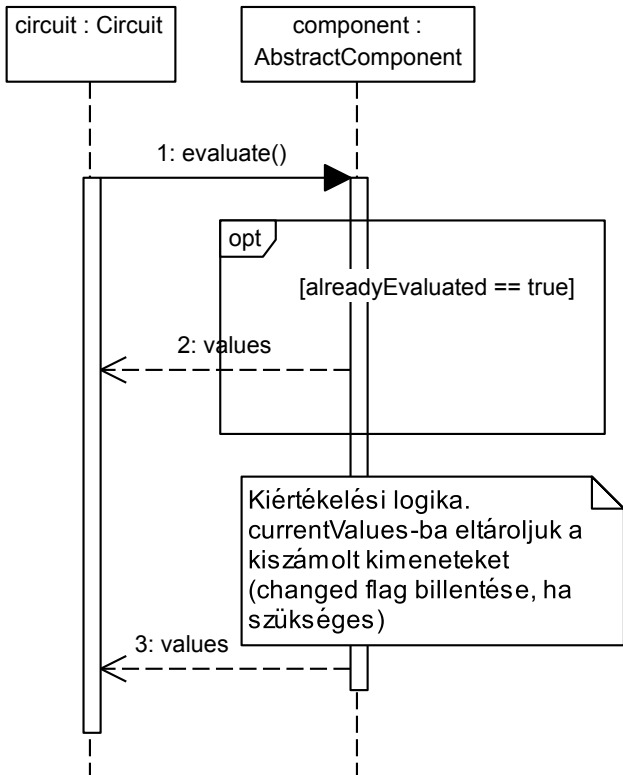 circuit : Circuit
component :
AbstractComponent
1: evaluate()
opt
[alreadyEvaluated == true]
2: values
Kiértékelési logika.
currentValues-ba eltároljuk a
kiszámolt kimeneteket
(changed flag billentése, ha
szükséges)
3: values